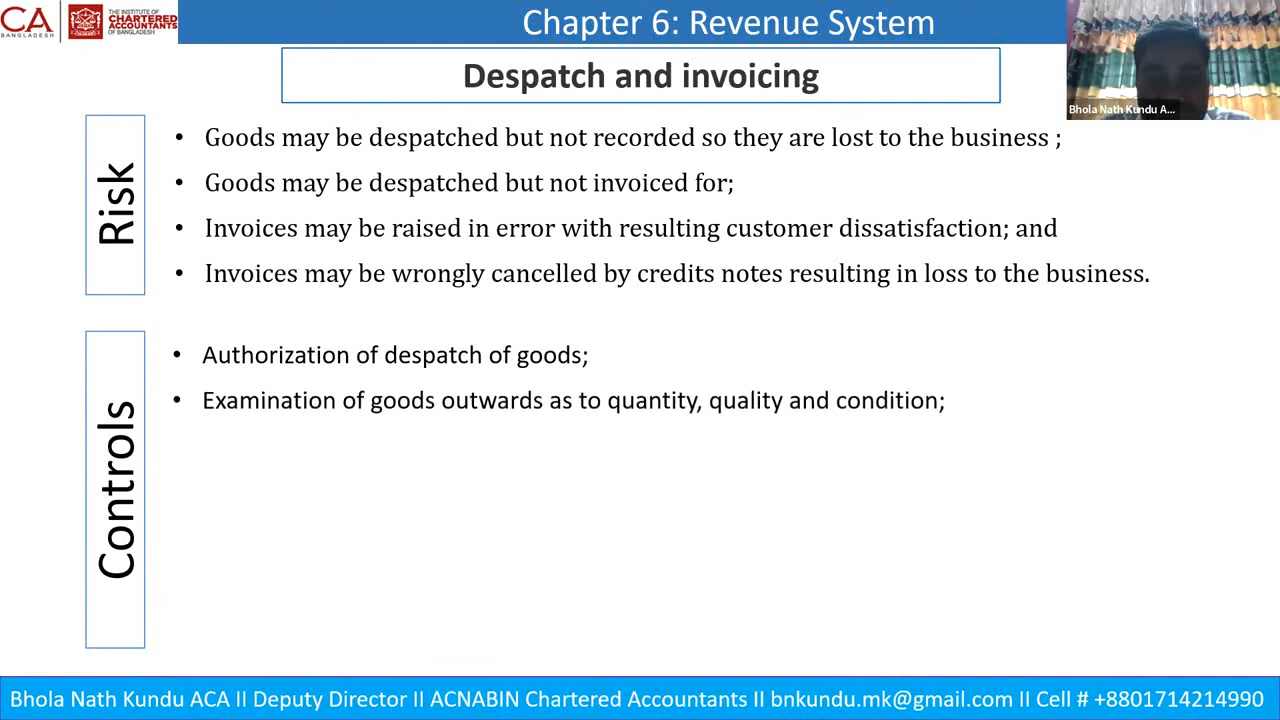 CA
BANGLADESH
THE INSTITUTE OF
CHARTERED
ACCOUNTANTS
OF BANGLADESH
Chapter 6: Revenue System
Bhola Nath Kundu A...
Despatch and invoicing
Risk
• Goods may be despatched but not recorded so they are lost to the business ;
• Goods may be despatched but not invoiced for;
• Invoices may be raised in error with resulting customer dissatisfaction; and
• Invoices may be wrongly cancelled by credits notes resulting in loss to the business.
Controls
• Authorization of despatch of goods;
• Examination of goods outwards as to quantity, quality and condition;
Bhola Nath Kundu ACA II Deputy Director II ACNABIN Chartered Accountants II bnkundu.mk@gmail.com II Cell # +8801714214990